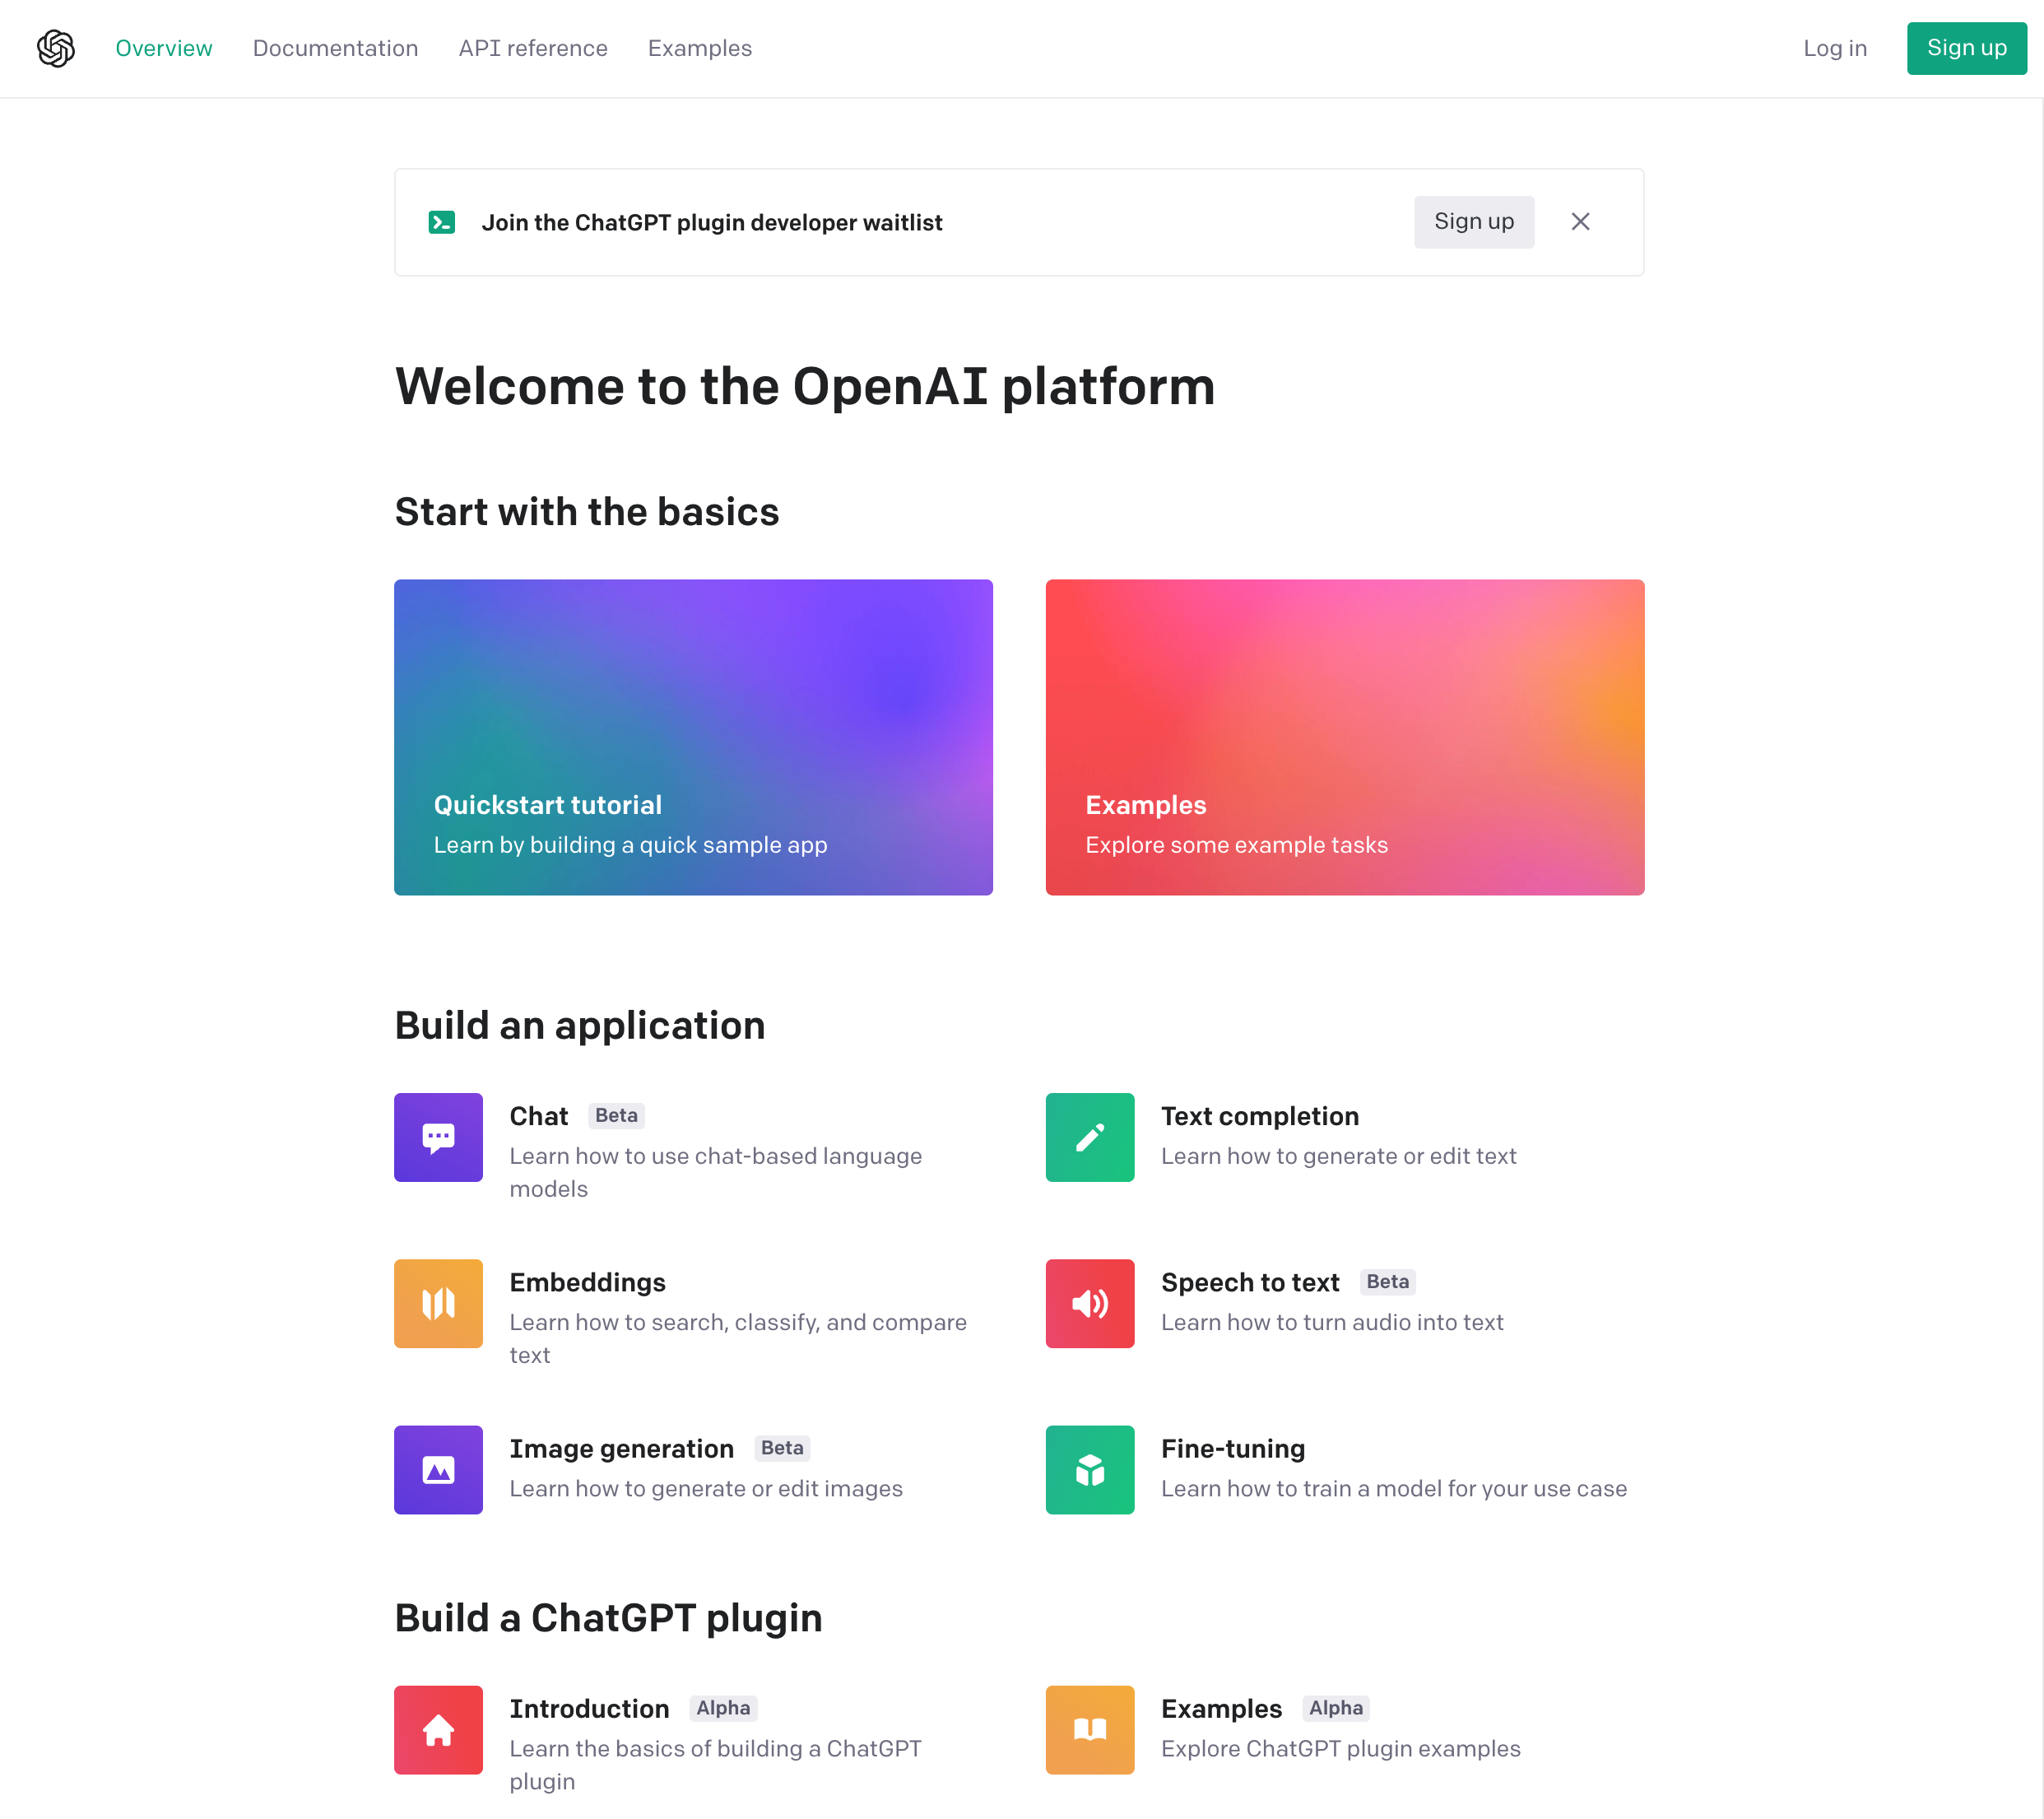 Overview Documentation API reference Examples Log in Sign up
Join the ChatGPT plugin developer waitlist Sign up
Welcome to the OpenAI platform
Start with the basics
Quickstart tutorial
Learn by building a quick sample app
Examples
Explore some example tasks
Build an application
Chat Beta
Learn how to use chat-based language
models
Text completion
Learn how to generate or edit text
Embeddings
Learn how to search, classify, and compare
text
Speech to text Beta
Learn how to turn audio into text
Image generation Beta
Learn how to generate or edit images
Fine-tuning
Learn how to train a model for your use case
Build a ChatGPT plugin
Introduction Alpha
Learn the basics of building a ChatGPT
plugin
Examples Alpha
Explore ChatGPT plugin examples